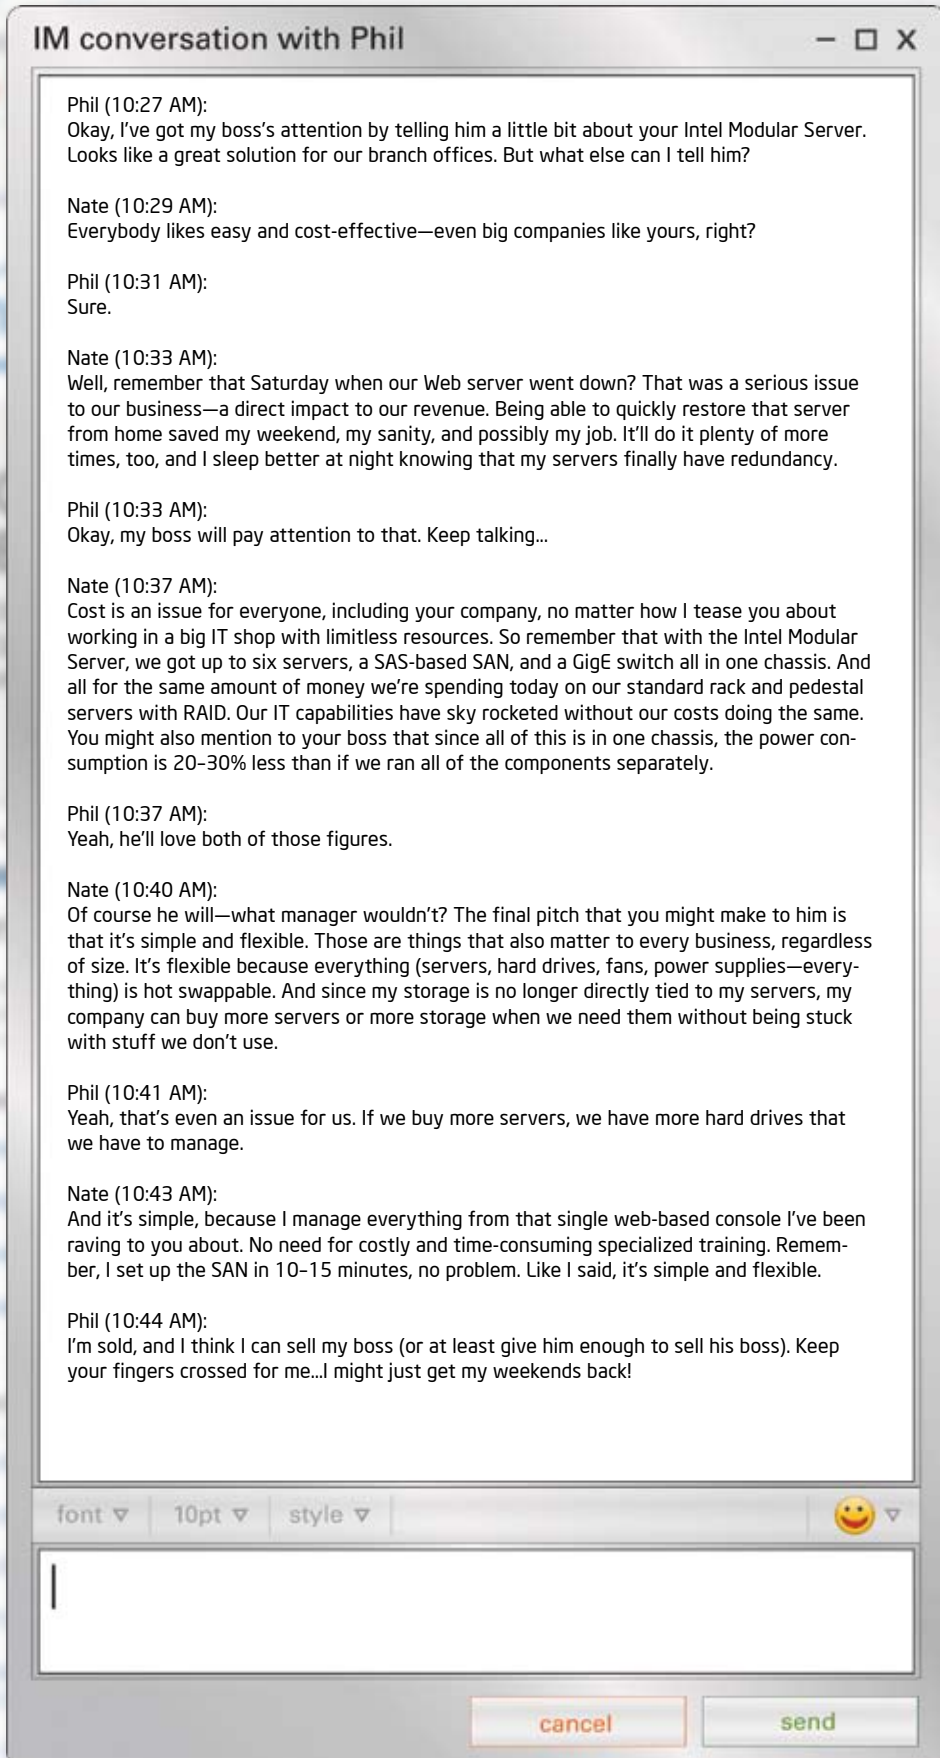 IM conversation with Phil
Phil (10:27 AM):
Okay, I've got my boss's attention by telling him a little bit about your Intel Modular Server.
Looks like a great solution for our branch offices. But what else can I tell him?
Nate (10:29 AM):
Everybody likes easy and cost-effective—even big companies like yours, right?
Phil (10:31 AM):
Sure.
Nate (10:33 AM):
Well, remember that Saturday when our Web server went down? That was a serious issue
to our business—a direct impact to our revenue. Being able to quickly restore that server
from home saved my weekend, my sanity, and possibly my job. It'll do it plenty of more
times, too, and I sleep better at night knowing that my servers finally have redundancy.
Phil (10:33 AM):
Okay, my boss will pay attention to that. Keep talking...
Nate (10:37 AM):
Cost is an issue for everyone, including your company, no matter how I tease you about
working in a big IT shop with limitless resources. So remember that with the Intel Modular
Server, we got up to six servers, a SAS-based SAN, and a GigE switch all in one chassis. And
all for the same amount of money we're spending today on our standard rack and pedestal
servers with RAID. Our IT capabilities have sky rocketed without our costs doing the same.
You might also mention to your boss that since all of this is in one chassis, the power con-
sumption is 20–30% less than if we ran all of the components separately.
Phil (10:37 AM):
Yeah, he'll love both of those figures.
Nate (10:40 AM):
Of course he will—what manager wouldn't? The final pitch that you might make to him is
that it's simple and flexible. Those are things that also matter to every business, regardless
of size. It's flexible because everything (servers, hard drives, fans, power supplies—every-
thing) is hot swappable. And since my storage is no longer directly tied to my servers, my
company can buy more servers or more storage when we need them without being stuck
with stuff we don't use.
Phil (10:41 AM):
Yeah, that's even an issue for us. If we buy more servers, we have more hard drives that
we have to manage.
Nate (10:43 AM):
And it's simple, because I manage everything from that single web-based console I've been
raving to you about. No need for costly and time-consuming specialized training. Remem-
ber, I set up the SAN in 10–15 minutes, no problem. Like I said, it's simple and flexible.
Phil (10:44 AM):
I'm sold, and I think I can sell my boss (or at least give him enough to sell his boss). Keep
your fingers crossed for me...I might just get my weekends back!
font 10pt style
cancel send